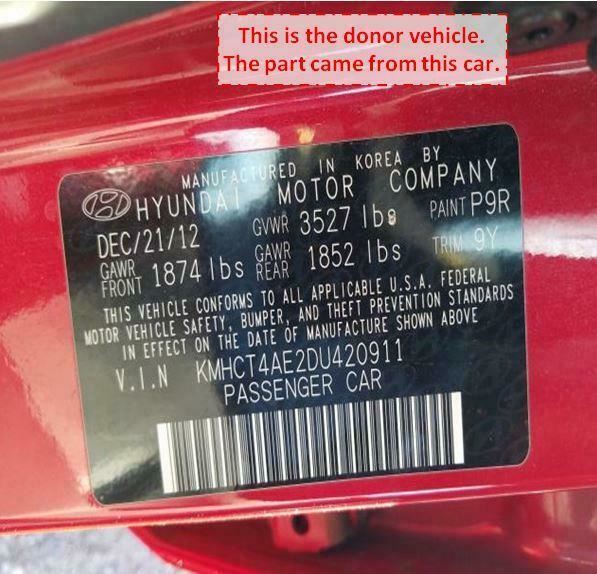 This is the donor vehicle.
The part came from this car.
MANUFACTURED IN KOREA BY
HYUNDAI MOTOR COMPANY
DEC/21/12 GVWR 3527 lbs PAINT P9R
GAWR FRONT 1874 lbs GAWR REAR 1852 lbs TRIM 9Y
THIS VEHICLE CONFORMS TO ALL APPLICABLE U.S.A. FEDERAL
MOTOR VEHICLE SAFETY, BUMPER, AND THEFT PREVENTION STANDARDS
IN EFFECT ON THE DATE OF MANUFACTURE SHOWN ABOVE
V.I.N KMHCT4AE2DU420911
PASSENGER CAR